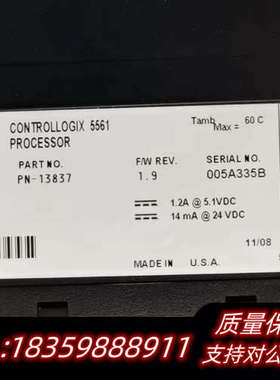 CONTROLLOGIX 5561
PROCESSOR
Tamb Max = 60 C
PART NO.
PN-13837
F/W REV.
1.9
SERIAL NO.
005A335B
1.2A @ 5.1VDC
14 mA @ 24 VDC
11/08
MADE IN U.S.A.
质量保
:18359888911
支持对公